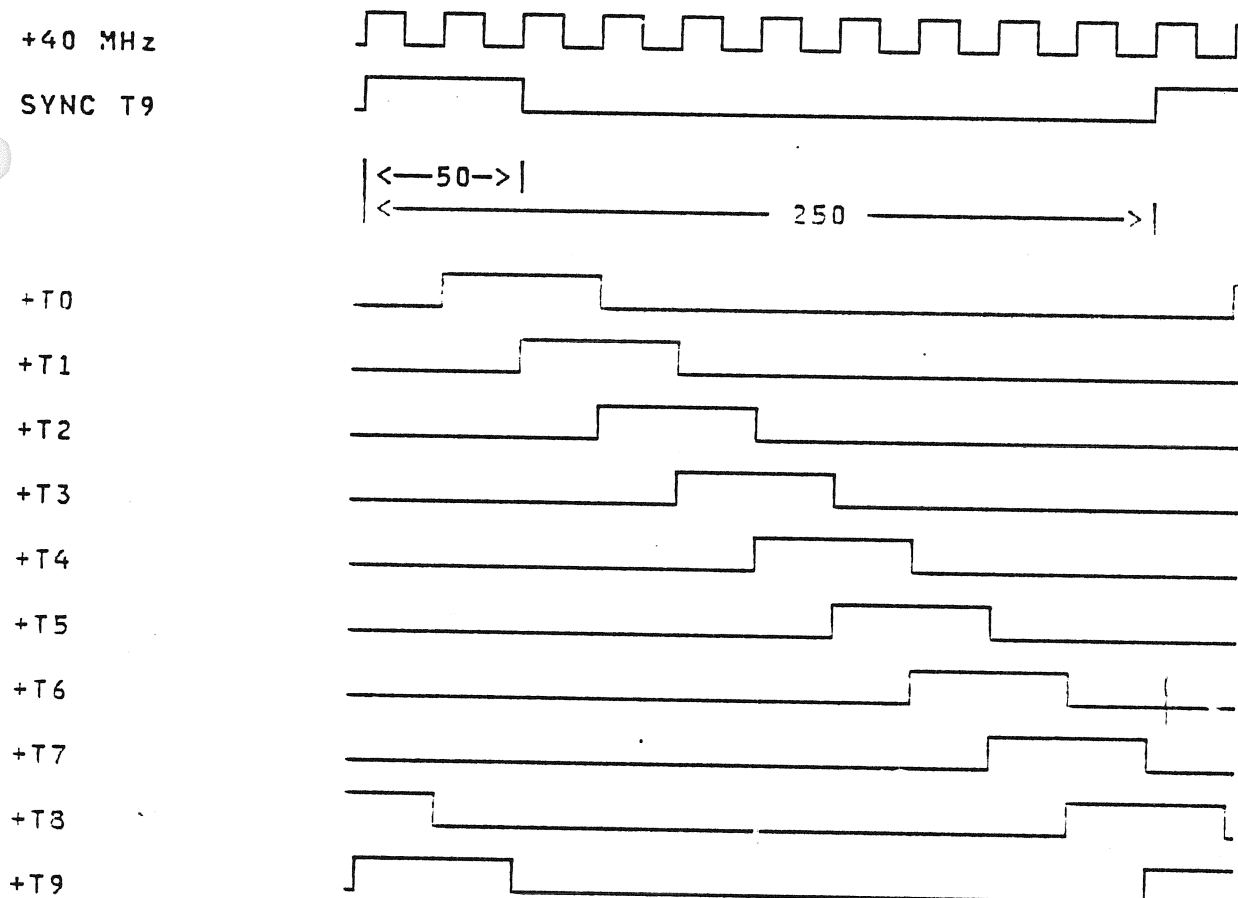 +40 MHz
SYNC T9
|<—50—>|
|<——— 250 ———>|
+T0
+T1
+T2
+T3
+T4
+T5
+T6
+T7
+T8
+T9